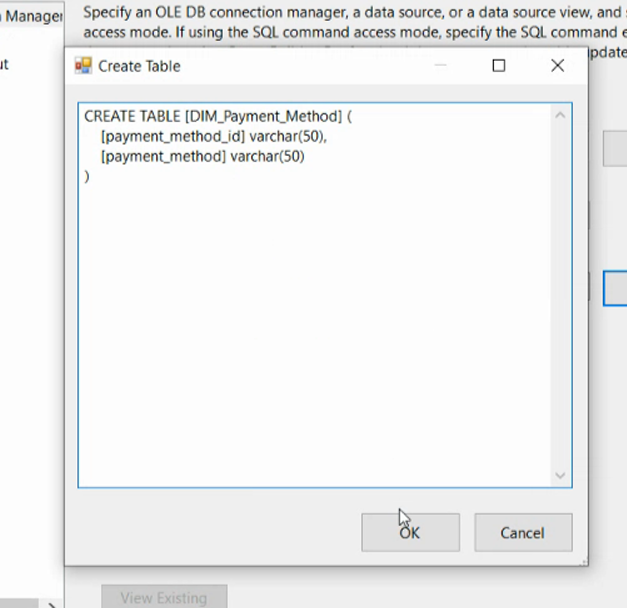 n Manager
Specify an OLE DB connection manager, a data source, or a data source view, and
access mode. If using the SQL command access mode, specify the SQL command e
update
ut
Create Table
CREATE TABLE [DIM_Payment_Method] (
[payment_method_id] varchar(50),
[payment_method] varchar(50)
)
OK
Cancel
View Existing